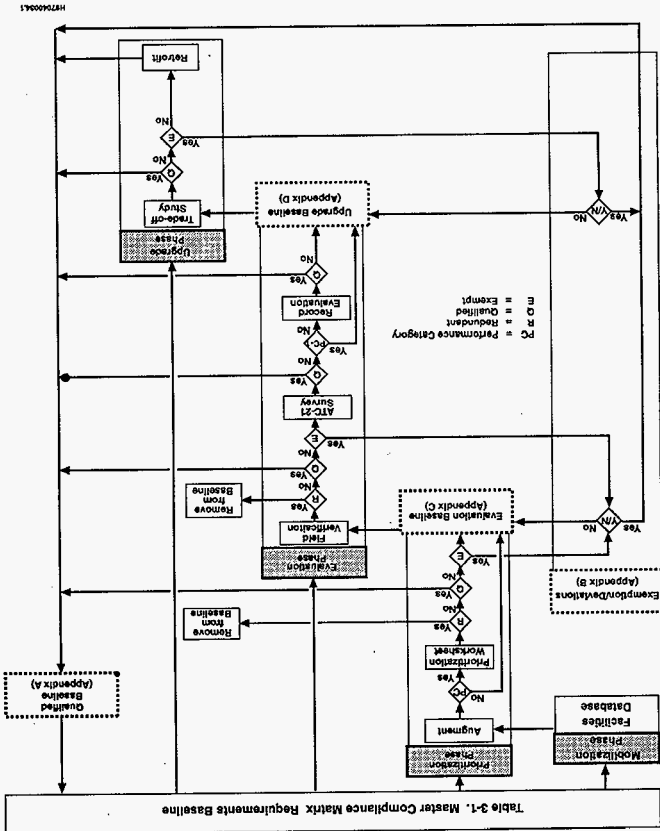 Table 3-1. Master Compliance Matrix Requirements Baseline
Mobilization
Phase
Facilities
Database
Exemption/Deviations
(Appendix B)
Y/N
Yes
No
Y/N
Yes
No
PC = Performance Category
R = Redundant
Q = Qualified
E = Exempt
Prioritization
Phase
Augment
PC
No
Yes
Prioritization
Worksheet
R
Yes
No
Q
Yes
No
E
Yes
Evaluation Baseline
(Appendix C)
Remove from
Baseline
Evaluation
Phase
Field
Verificaiton
R
Yes
No
Remove from
Baseline
Q
Yes
No
E
Yes
No
ATC-21
Survey
Q
Yes
No
PC-1
Yes
No
Record
Evaluation
Q
Yes
No
Upgrade Baseline
(Appendix D)
Upgrade
Phase
Trade-off
Study
Q
Yes
No
E
Yes
No
Retrofit
Qualified
Baseline
(Appendix A)
H97040034.1